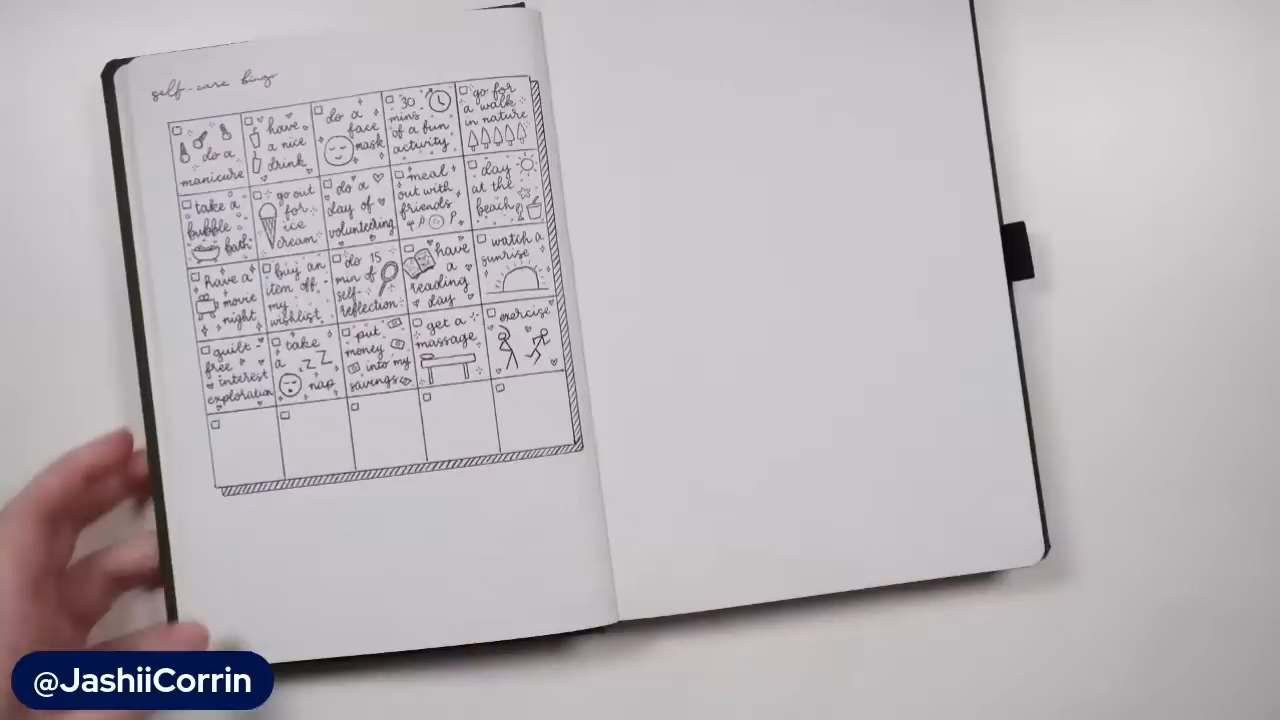 self-care bingo
do a
manicure
have
a nice
drink
do a
face
mask
30
mins
of a fun
activity
go for
a walk
in nature
take a
bubble
bath
go out
for
ice
cream
do a
day of
volunteering
meal
out with
friends
day
at the
beach
have a
movie
night
buy an
item off
my
wishlist
do 15
min of
self-
reflection
have
a
reading
day
watch a
sunrise
guilt
free
interest
exploration
take
a
z z z
nap
put
money
into my
savings
get a
massage
exercise
@JashiiCorrin